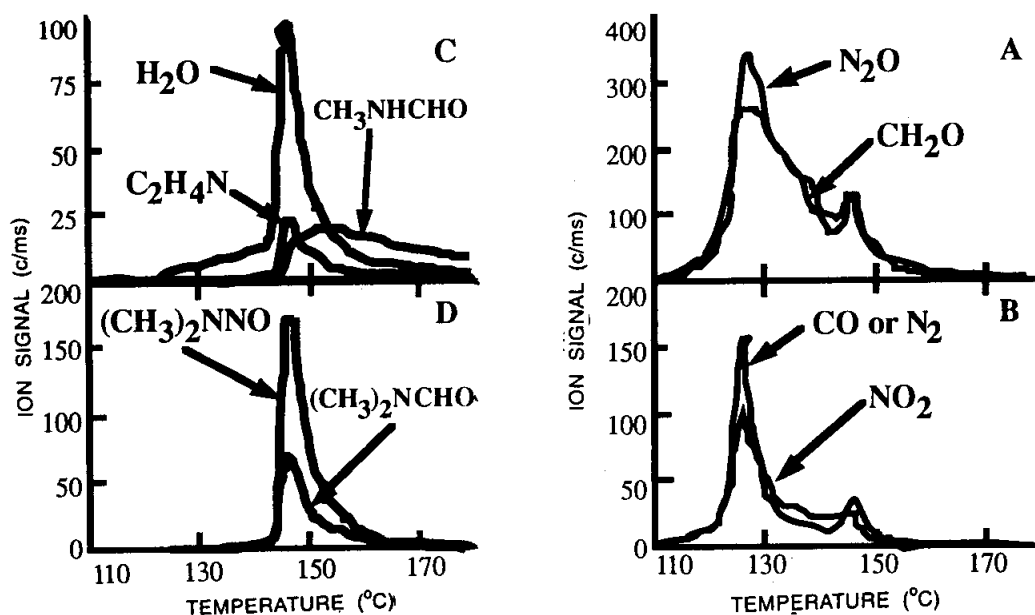 100
C
H2O
75
CH3NHCHO
50
C2H4N
25
ION SIGNAL (c/ms)
0
200
D
(CH3)2NNO
150
(CH3)2NCHO
100
50
0
110 130 150 170
TEMPERATURE (°C)
400
A
N2O
300
CH2O
200
100
ION SIGNAL (c/ms)
0
200
B
CO or N2
150
NO2
100
50
0
110 130 150 170
TEMPERATURE (°C)